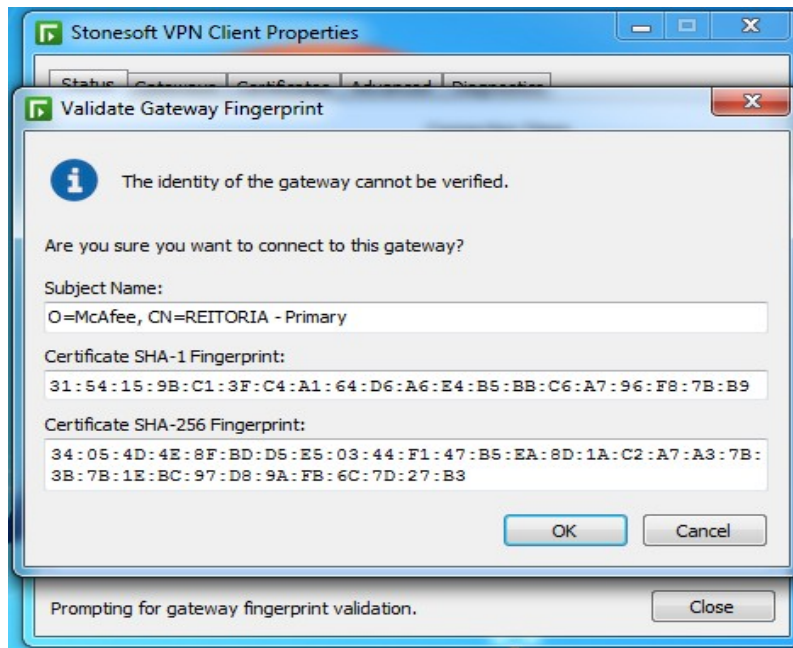 Stonesoft VPN Client Properties
Status Gateways Certificates Advanced Diagnostics
Validate Gateway Fingerprint
The identity of the gateway cannot be verified.
Are you sure you want to connect to this gateway?
Subject Name:
O=McAfee, CN=REITORIA - Primary
Certificate SHA-1 Fingerprint:
31:54:15:9B:C1:3F:C4:A1:64:D6:A6:E4:B5:BB:C6:A7:96:F8:7B:B9
Certificate SHA-256 Fingerprint:
34:05:4D:4E:8F:BD:D5:E5:03:44:F1:47:B5:EA:8D:1A:C2:A7:A3:7B:
3B:7B:1E:BC:97:D8:9A:FB:6C:7D:27:B3
OK Cancel
Prompting for gateway fingerprint validation.
Close